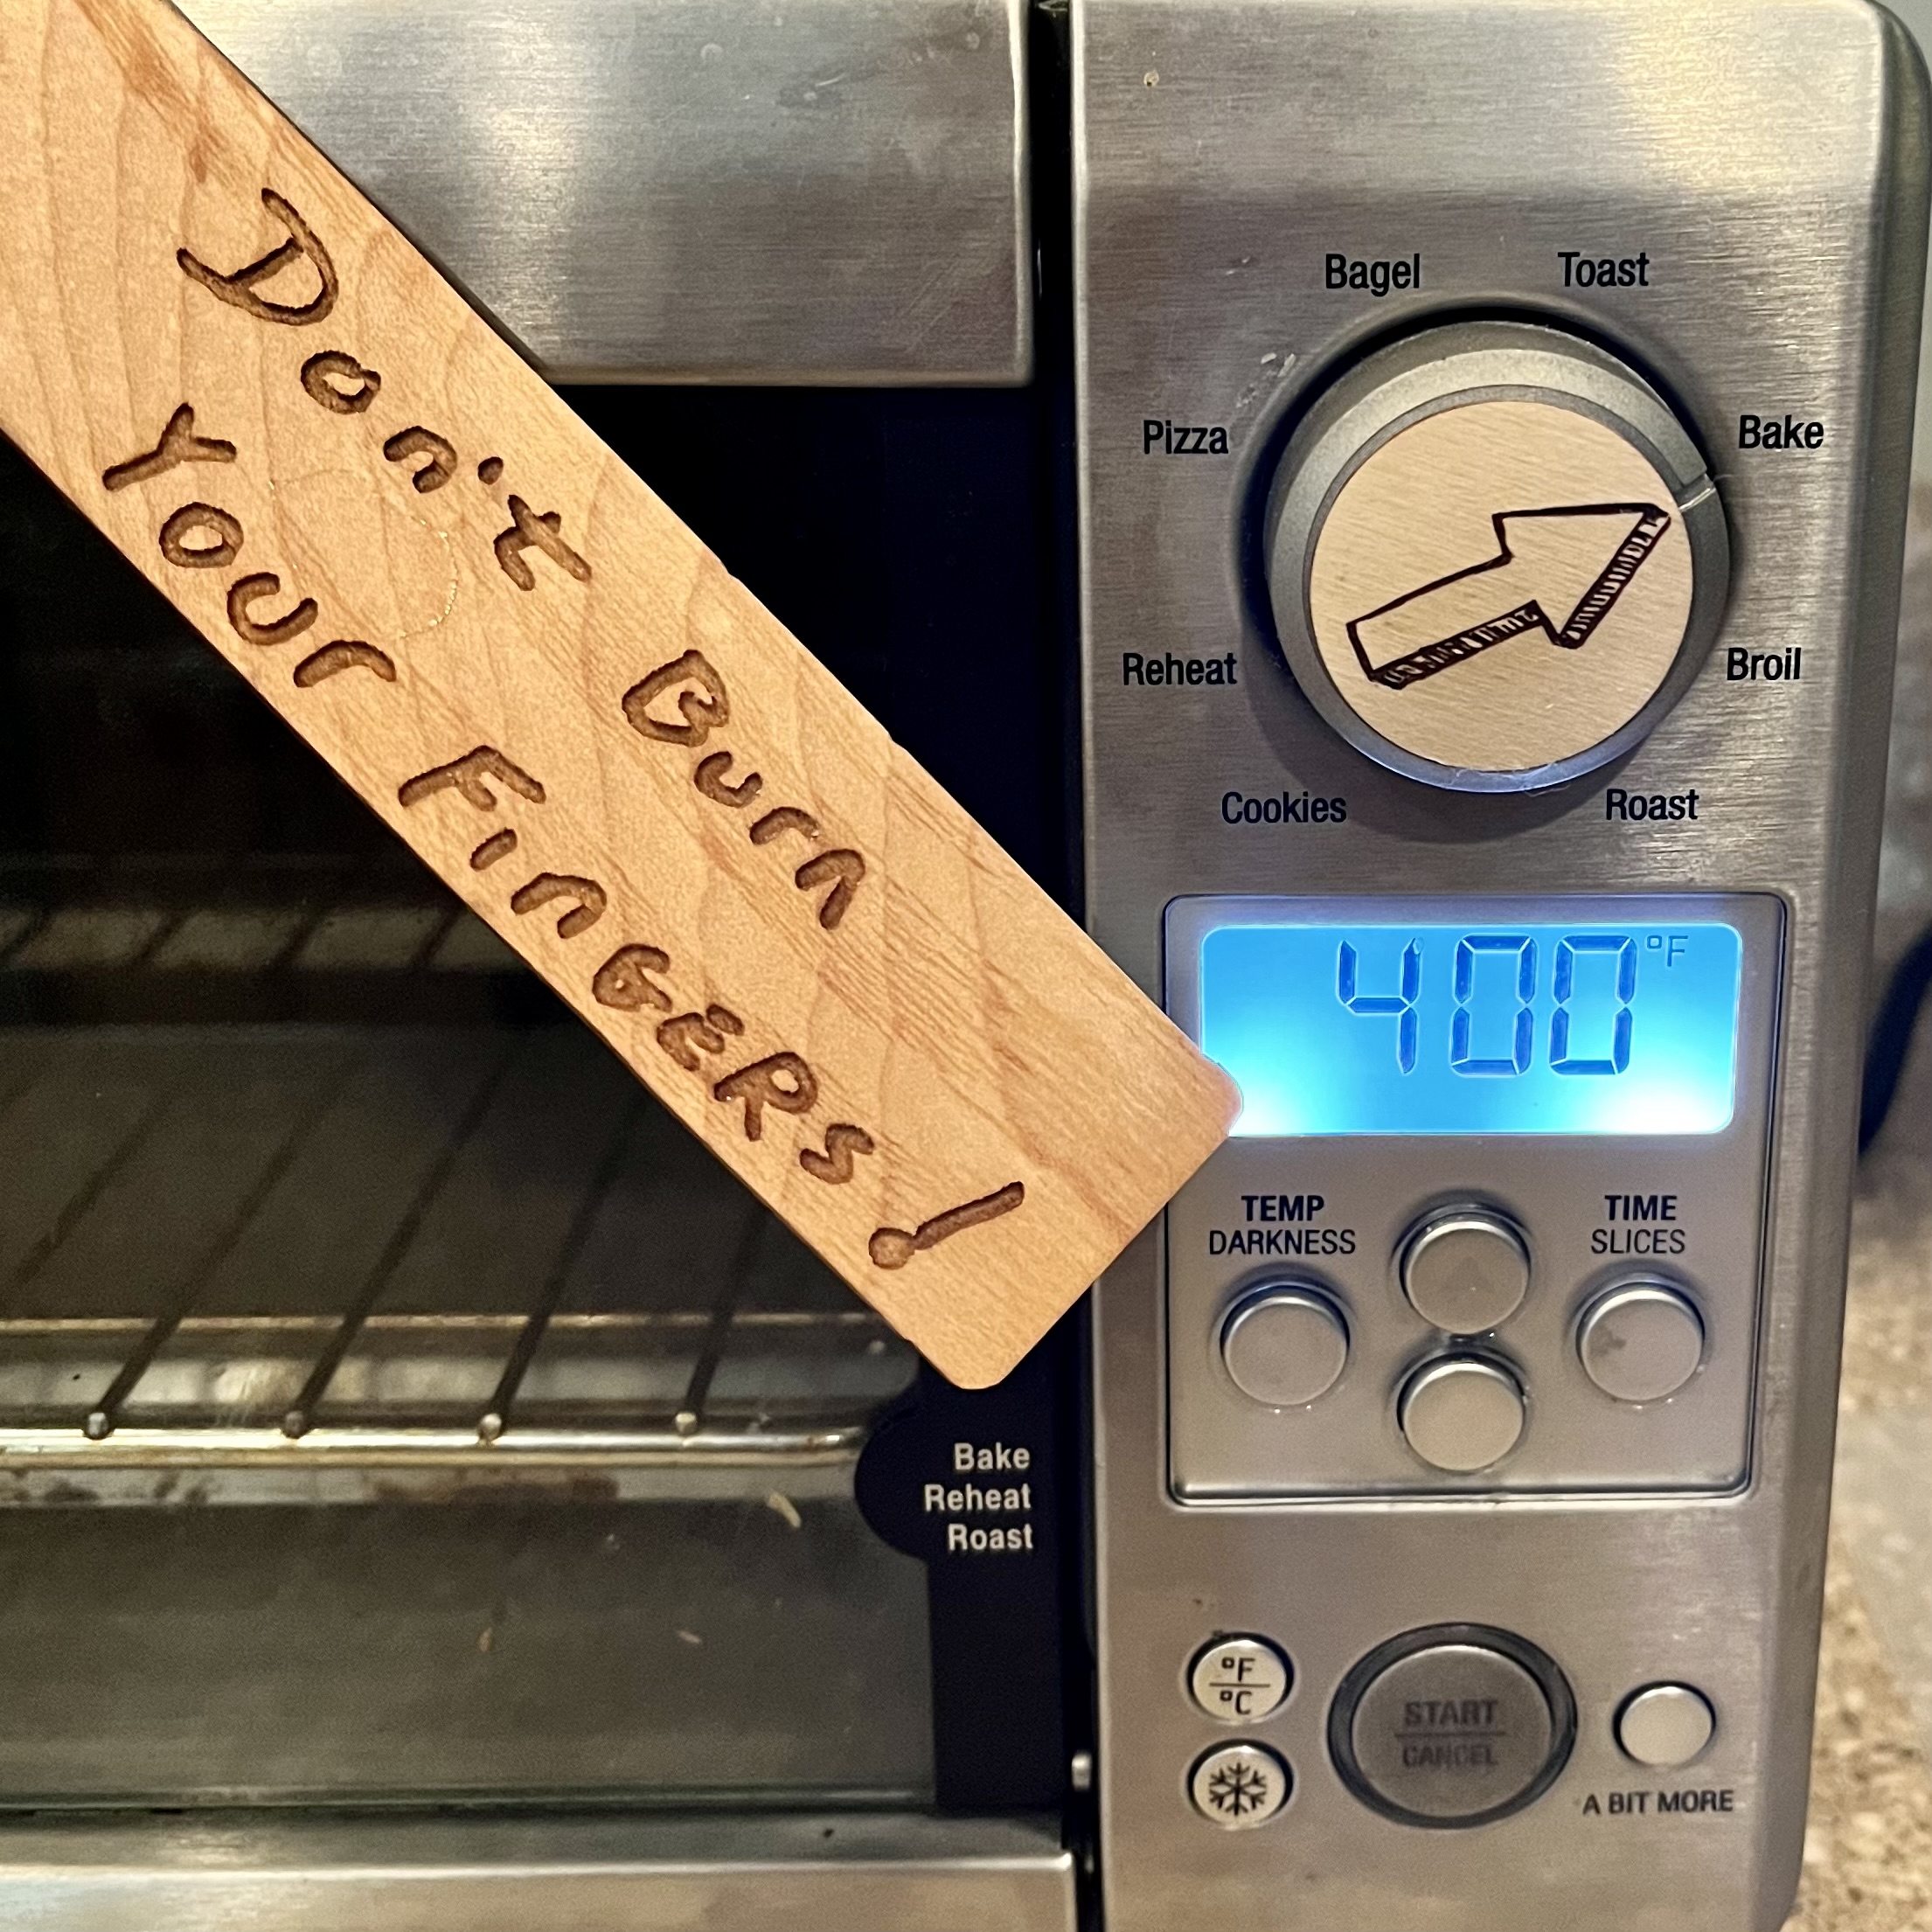 Don't Burn
Your FinGERS!
Bagel
Toast
Pizza
Bake
Reheat
Broil
Cookies
Roast
400 °F
TEMP
DARKNESS
TIME
SLICES
Bake
Reheat
Roast
°F
°C
START
CANCEL
A BIT MORE